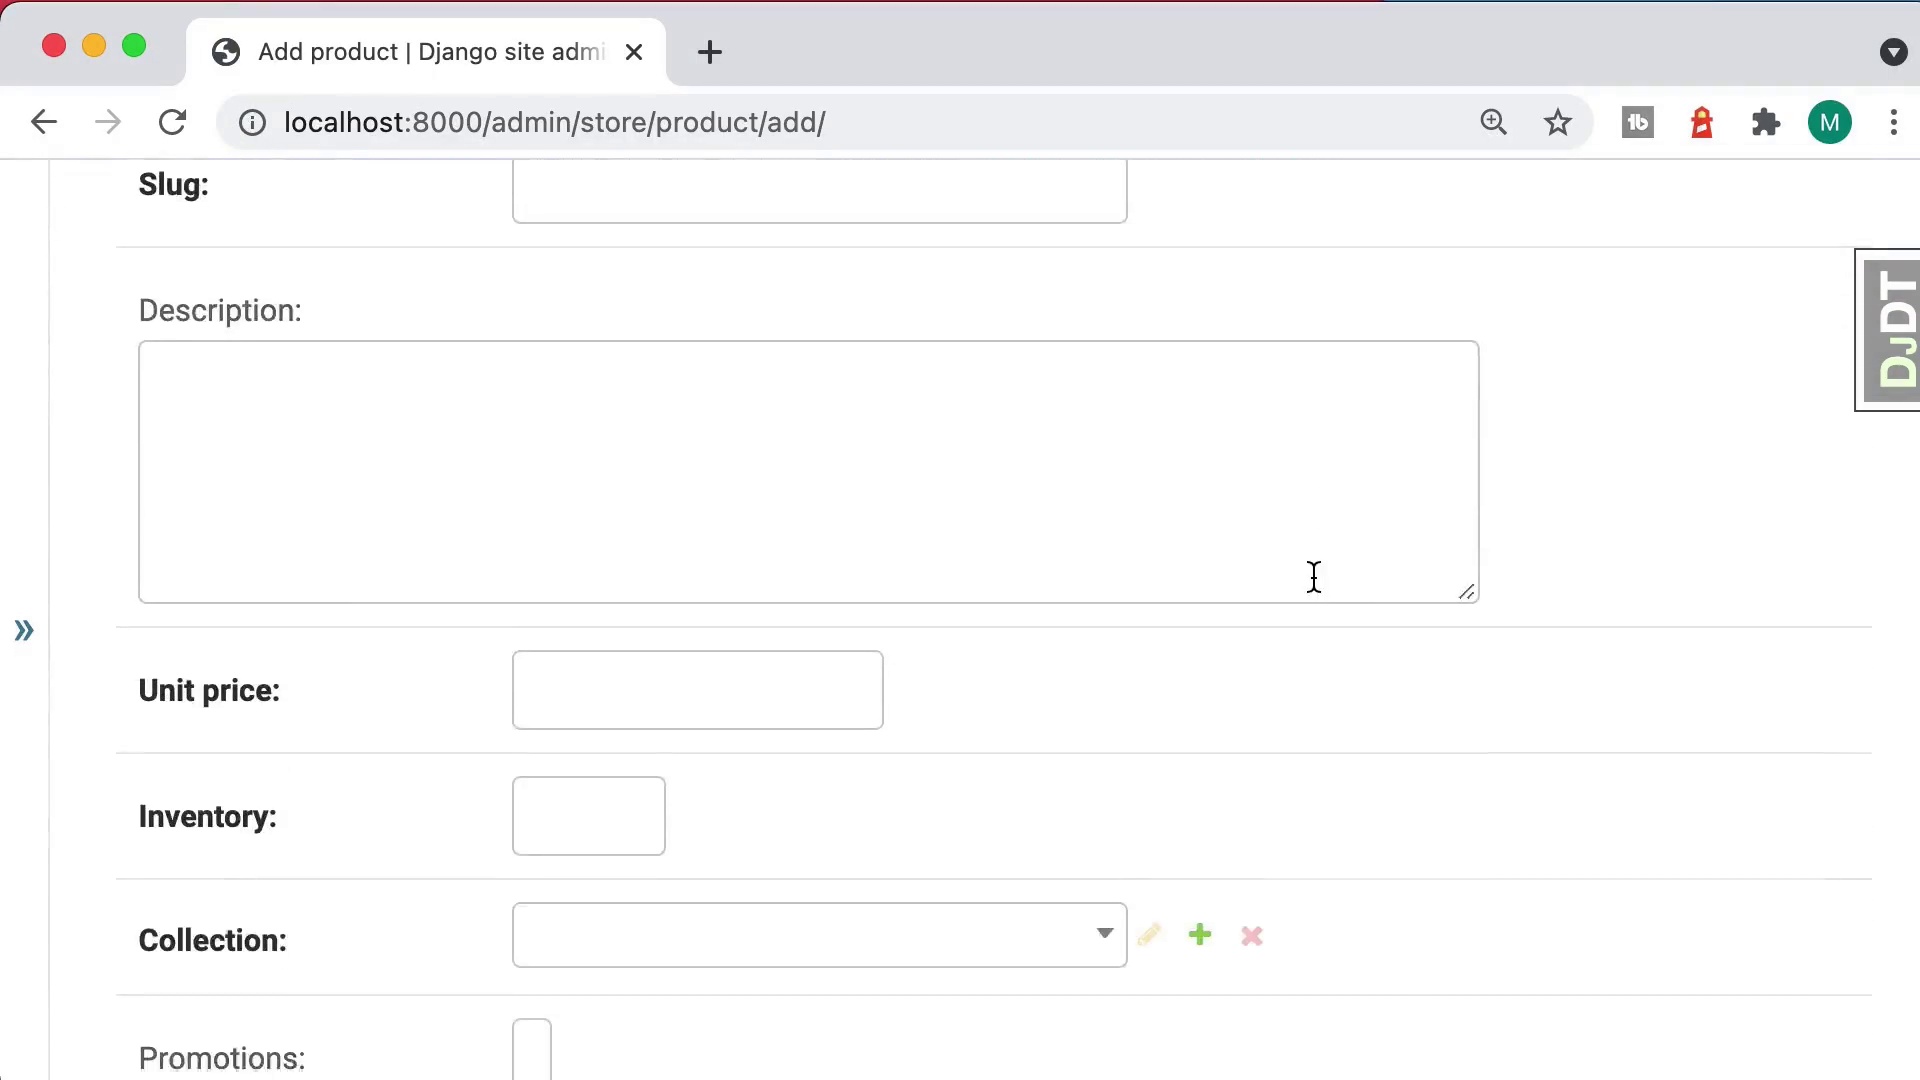 Add product | Django site admi
localhost:8000/admin/store/product/add/
M
Slug:
DJDT
Description:
Unit price:
Inventory:
Collection:
Promotions: